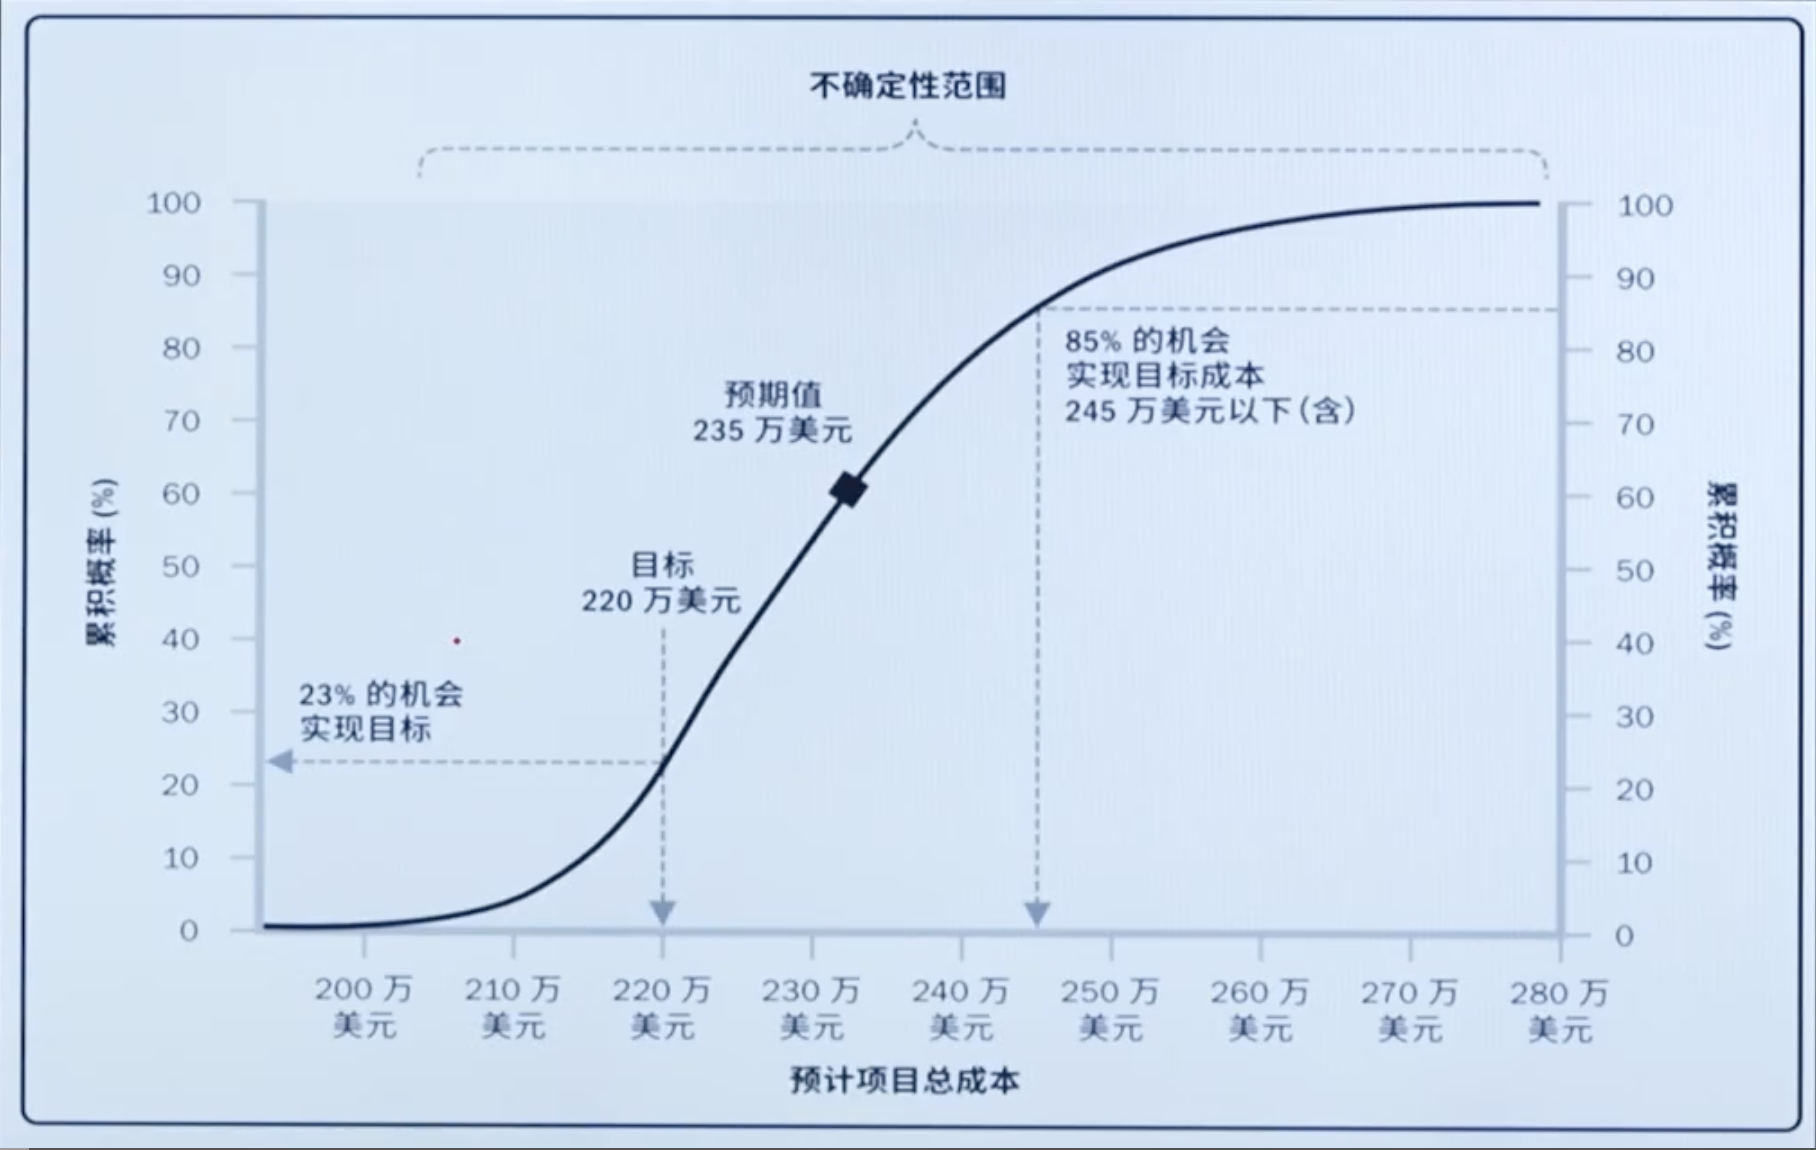 不确定性范围
100
90
80
70
60
50
40
30
20
10
0
累积概率 (%)
预期值
235 万美元
目标
220 万美元
23% 的机会
实现目标
85% 的机会
实现目标成本
245 万美元以下(含)
100
90
80
70
60
50
40
30
20
10
0
累积概率 (%)
200 万
美元
210 万
美元
220 万
美元
230 万
美元
240 万
美元
250 万
美元
260 万
美元
270 万
美元
280 万
美元
预计项目总成本